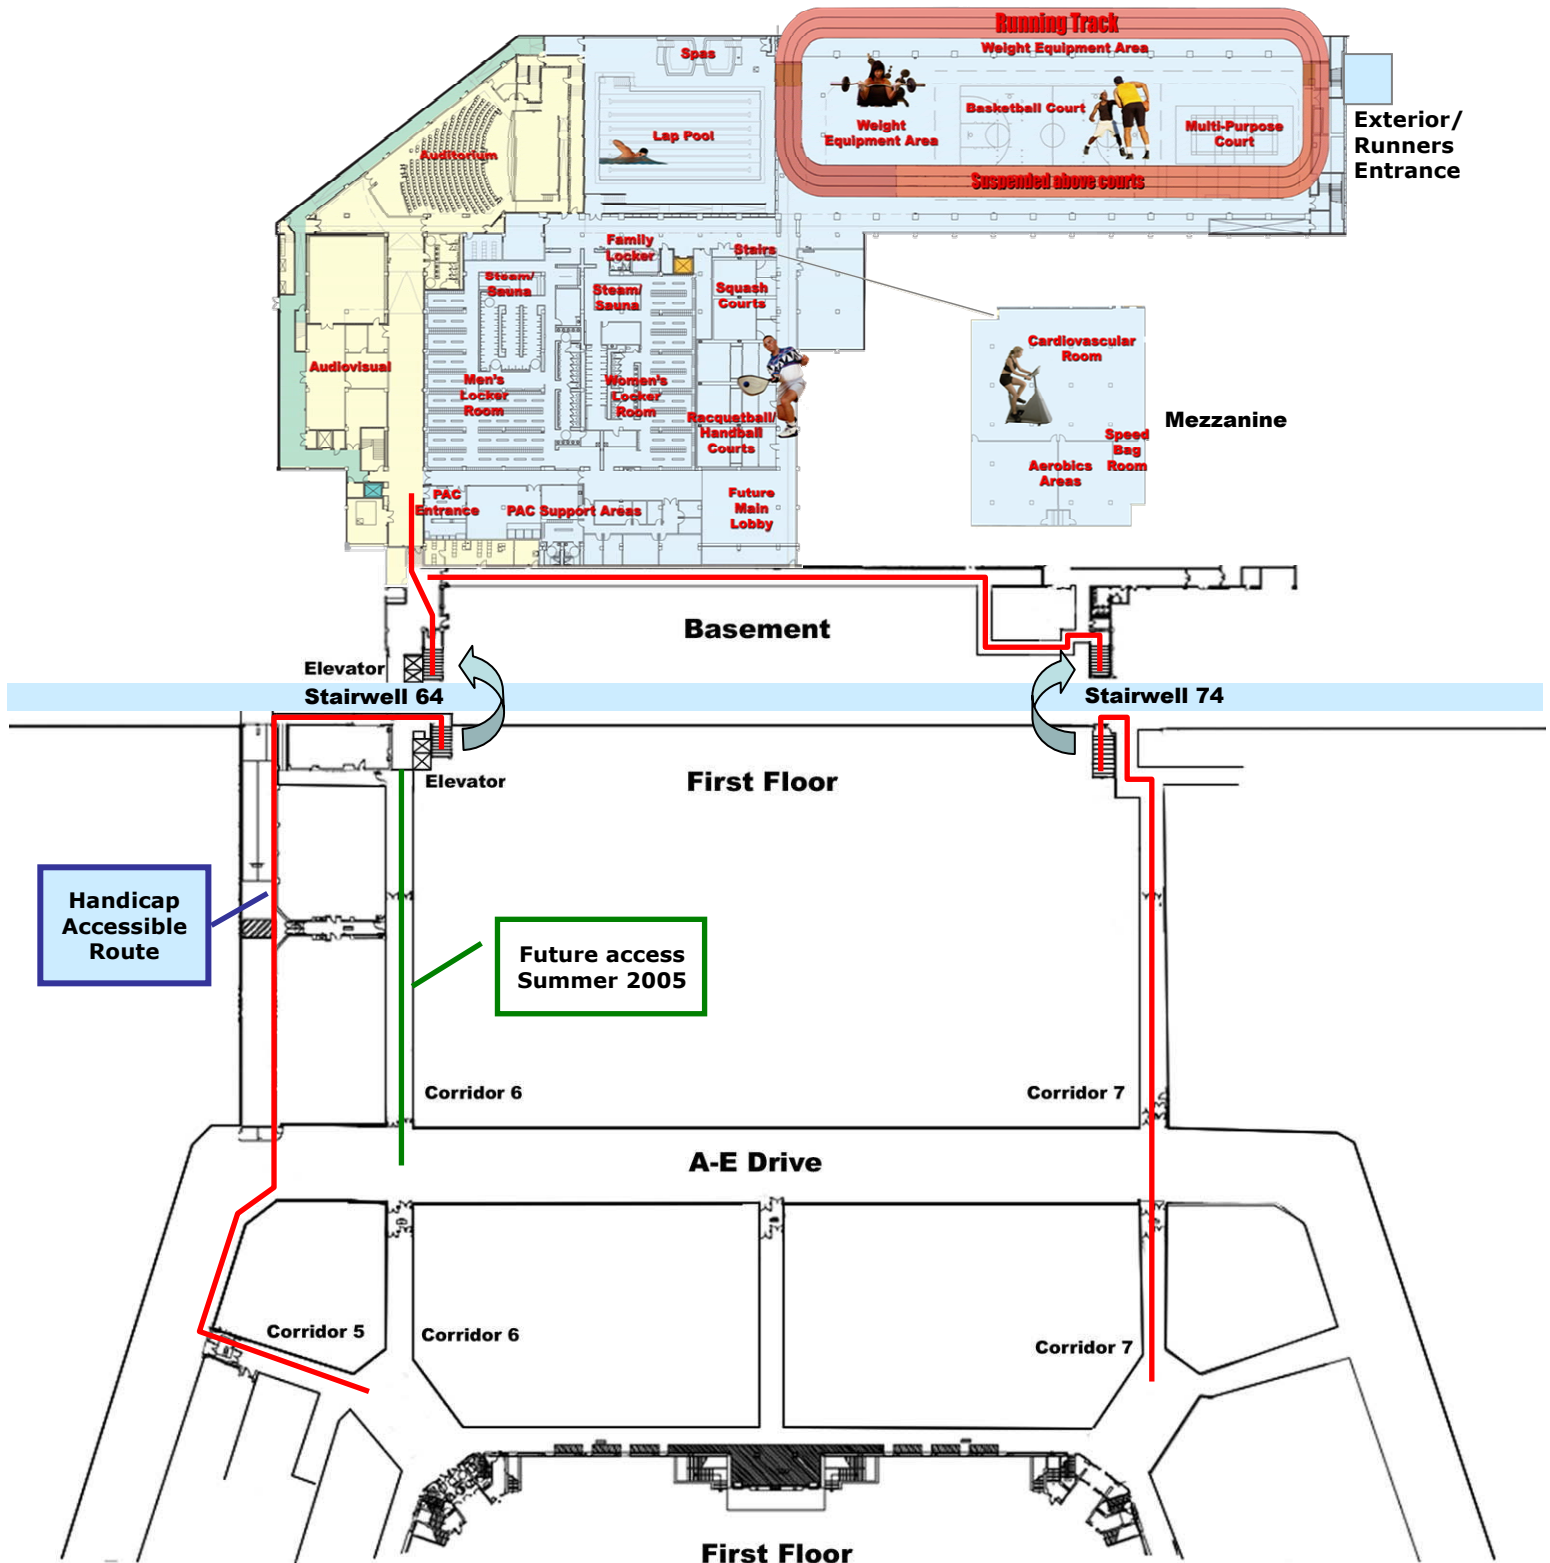 Running Track
Weight Equipment Area
Spas
Basketball Court
Exterior/
Runners
Entrance
Weight
Equipment Area
Multi-Purpose
Court
Lap Pool
Auditorium
Suspended above courts
Family
Locker
Stairs
Steam/
Sauna
Steam/
Sauna
Squash
Courts
Cardiovascular
Room
Audiovisual
Men's
Locker
Room
Women's
Locker
Room
Racquetball/
Handball
Courts
Mezzanine
Speed
Bag
Room
Aerobics
Areas
PAC
Entrance
PAC Support Areas
Future
Main
Lobby
Basement
Elevator
Stairwell 64
Stairwell 74
Elevator
First Floor
Handicap
Accessible
Route
Future access
Summer 2005
Corridor 6
Corridor 7
A-E Drive
Corridor 5
Corridor 6
Corridor 7
First Floor